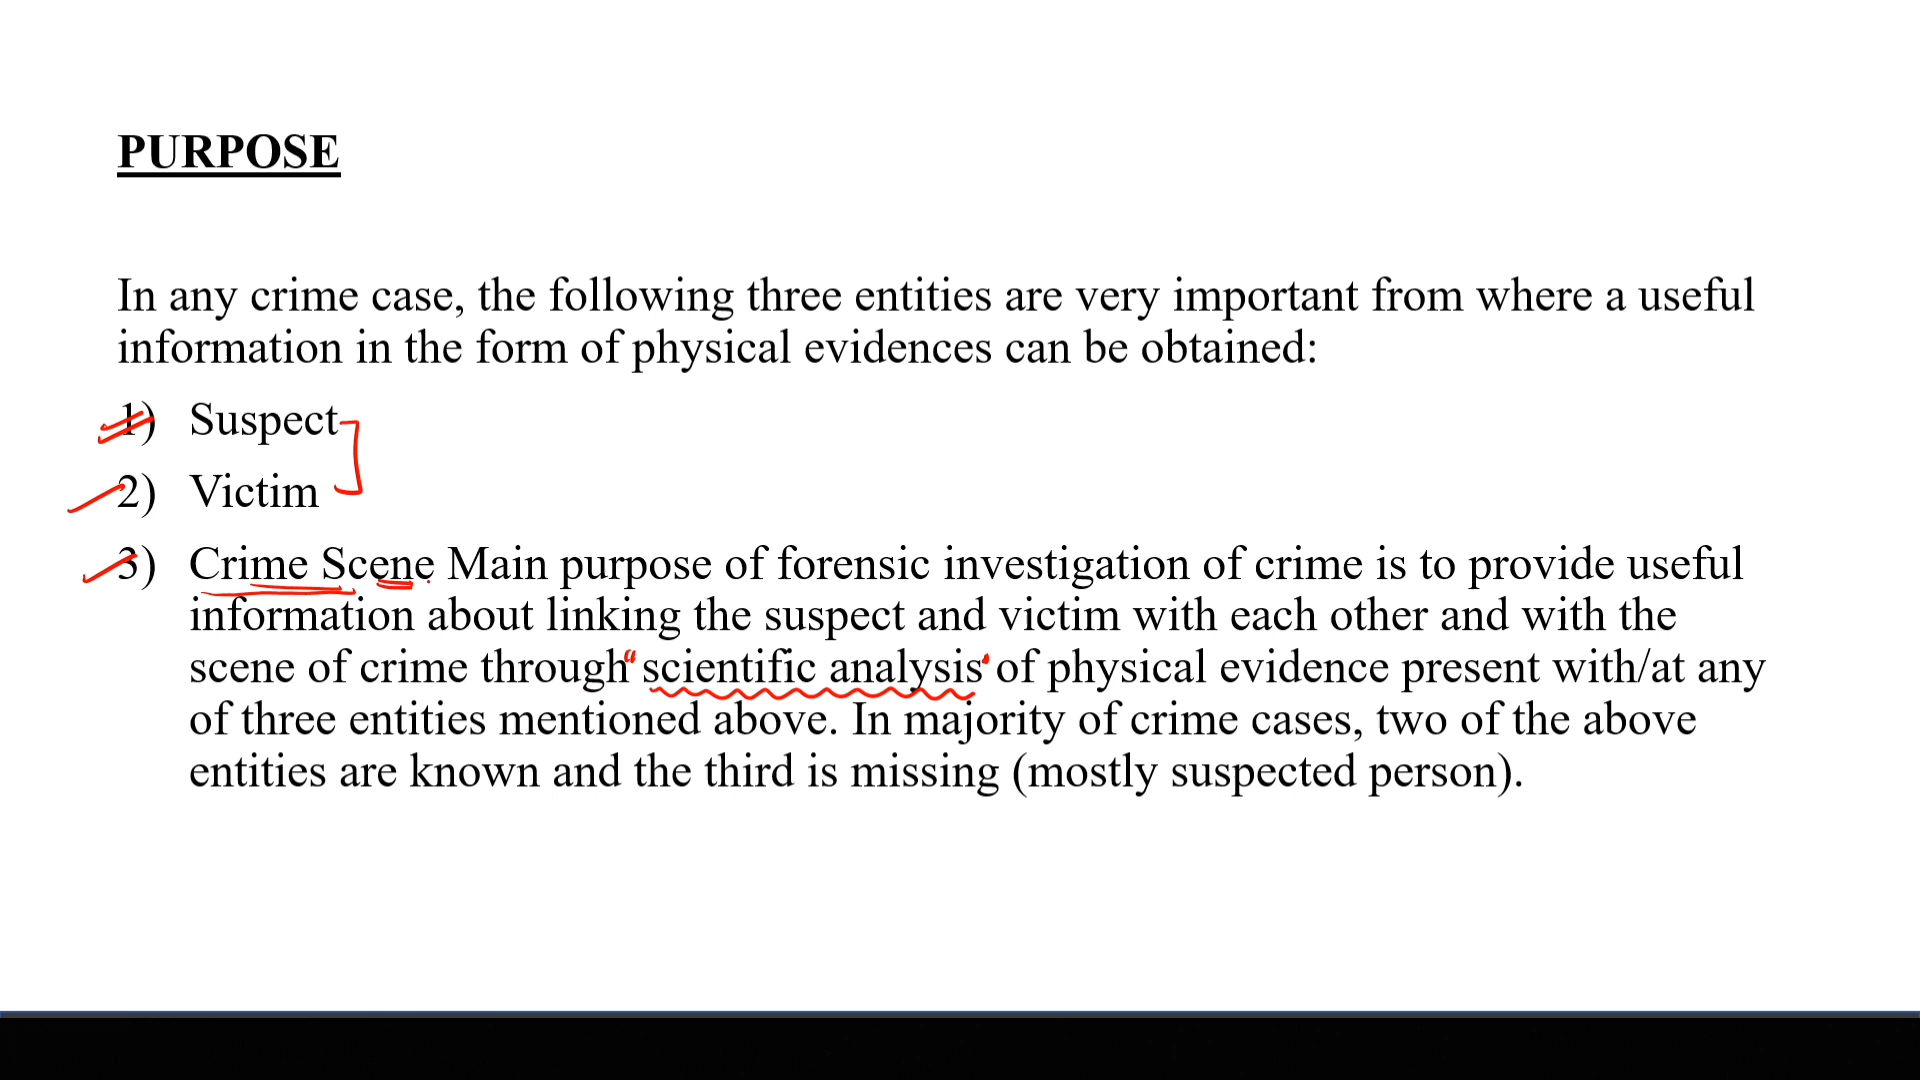 PURPOSE
In any crime case, the following three entities are very important from where a useful
information in the form of physical evidences can be obtained:
1) Suspect
2) Victim
3) Crime Scene Main purpose of forensic investigation of crime is to provide useful
information about linking the suspect and victim with each other and with the
scene of crime through "scientific analysis' of physical evidence present with/at any
of three entities mentioned above. In majority of crime cases, two of the above
entities are known and the third is missing (mostly suspected person).